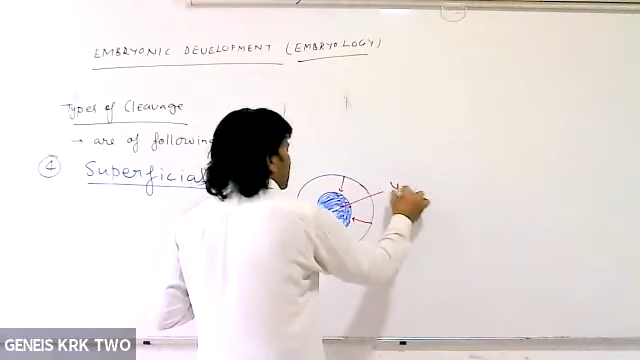 EMBRYONIC DEVELOPMENT (EMBRYOLOGY)
Types of Cleavage
→ are of following
④ Superficial
GENEIS KRK TWO